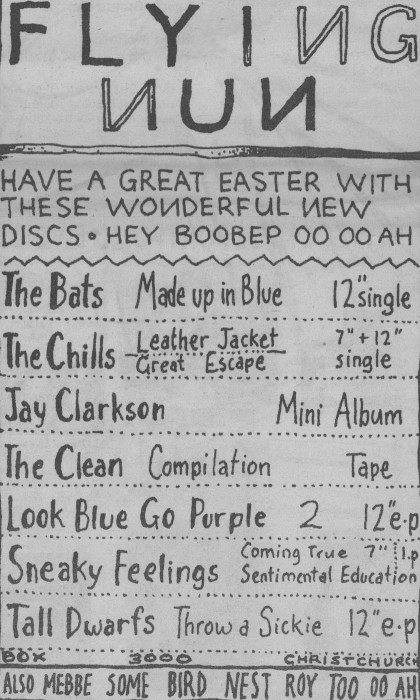 FLYING
NUN
HAVE A GREAT EASTER WITH
THESE WONDERFUL NEW
DISCS • HEY BOOBEP OO OO AH
The Bats Made up in Blue 12" single
The Chills Leather Jacket 7" + 12"
Great Escape single
Jay Clarkson Mini Album
The Clean Compilation Tape
Look Blue Go Purple 2 12" e.p
Sneaky Feelings Coming True 7" l.p
Sentimental Education
Tall Dwarfs Throw a Sickie 12" e.p
BOX 3000 CHRISTCHURCH
ALSO MEBBE SOME BIRD NEST ROY TOO OO AH